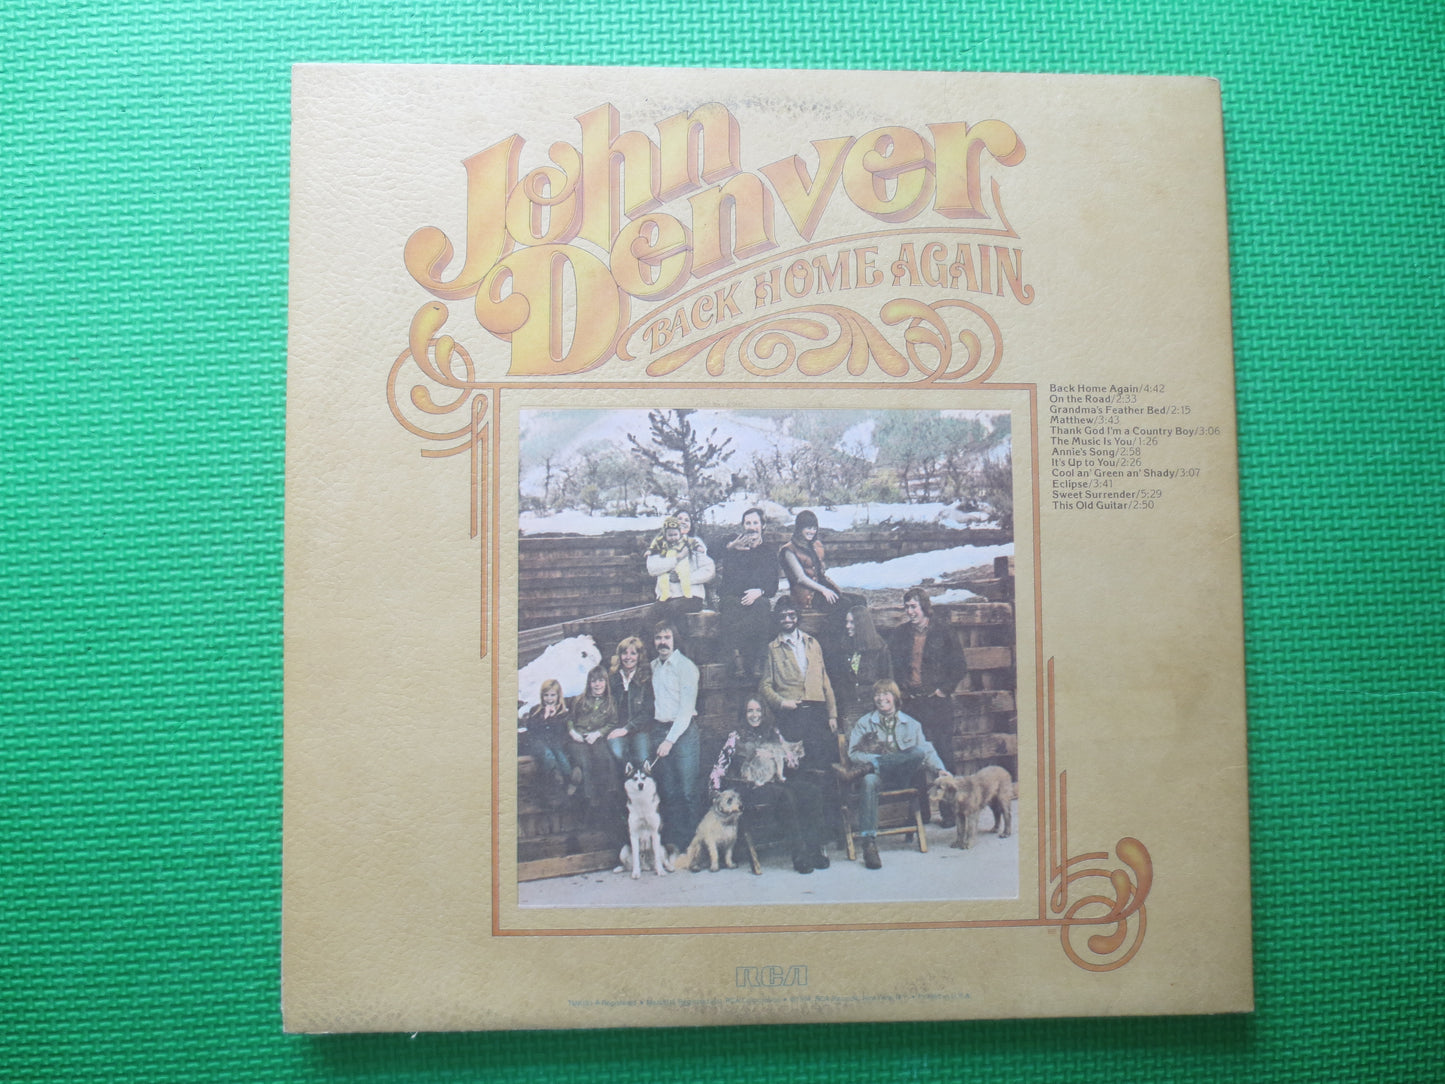 John
Denver
BACK HOME AGAIN
Back Home Again/4:42
On the Road/2:33
Grandma's Feather Bed/2:15
Matthew/3:43
Thank God I'm a Country Boy/3:06
The Music Is You/1:26
Annie's Song/2:58
It's Up to You/2:26
Cool an' Green an' Shady/3:07
Eclipse/3:41
Sweet Surrender/5:29
This Old Guitar/2:50
RCA